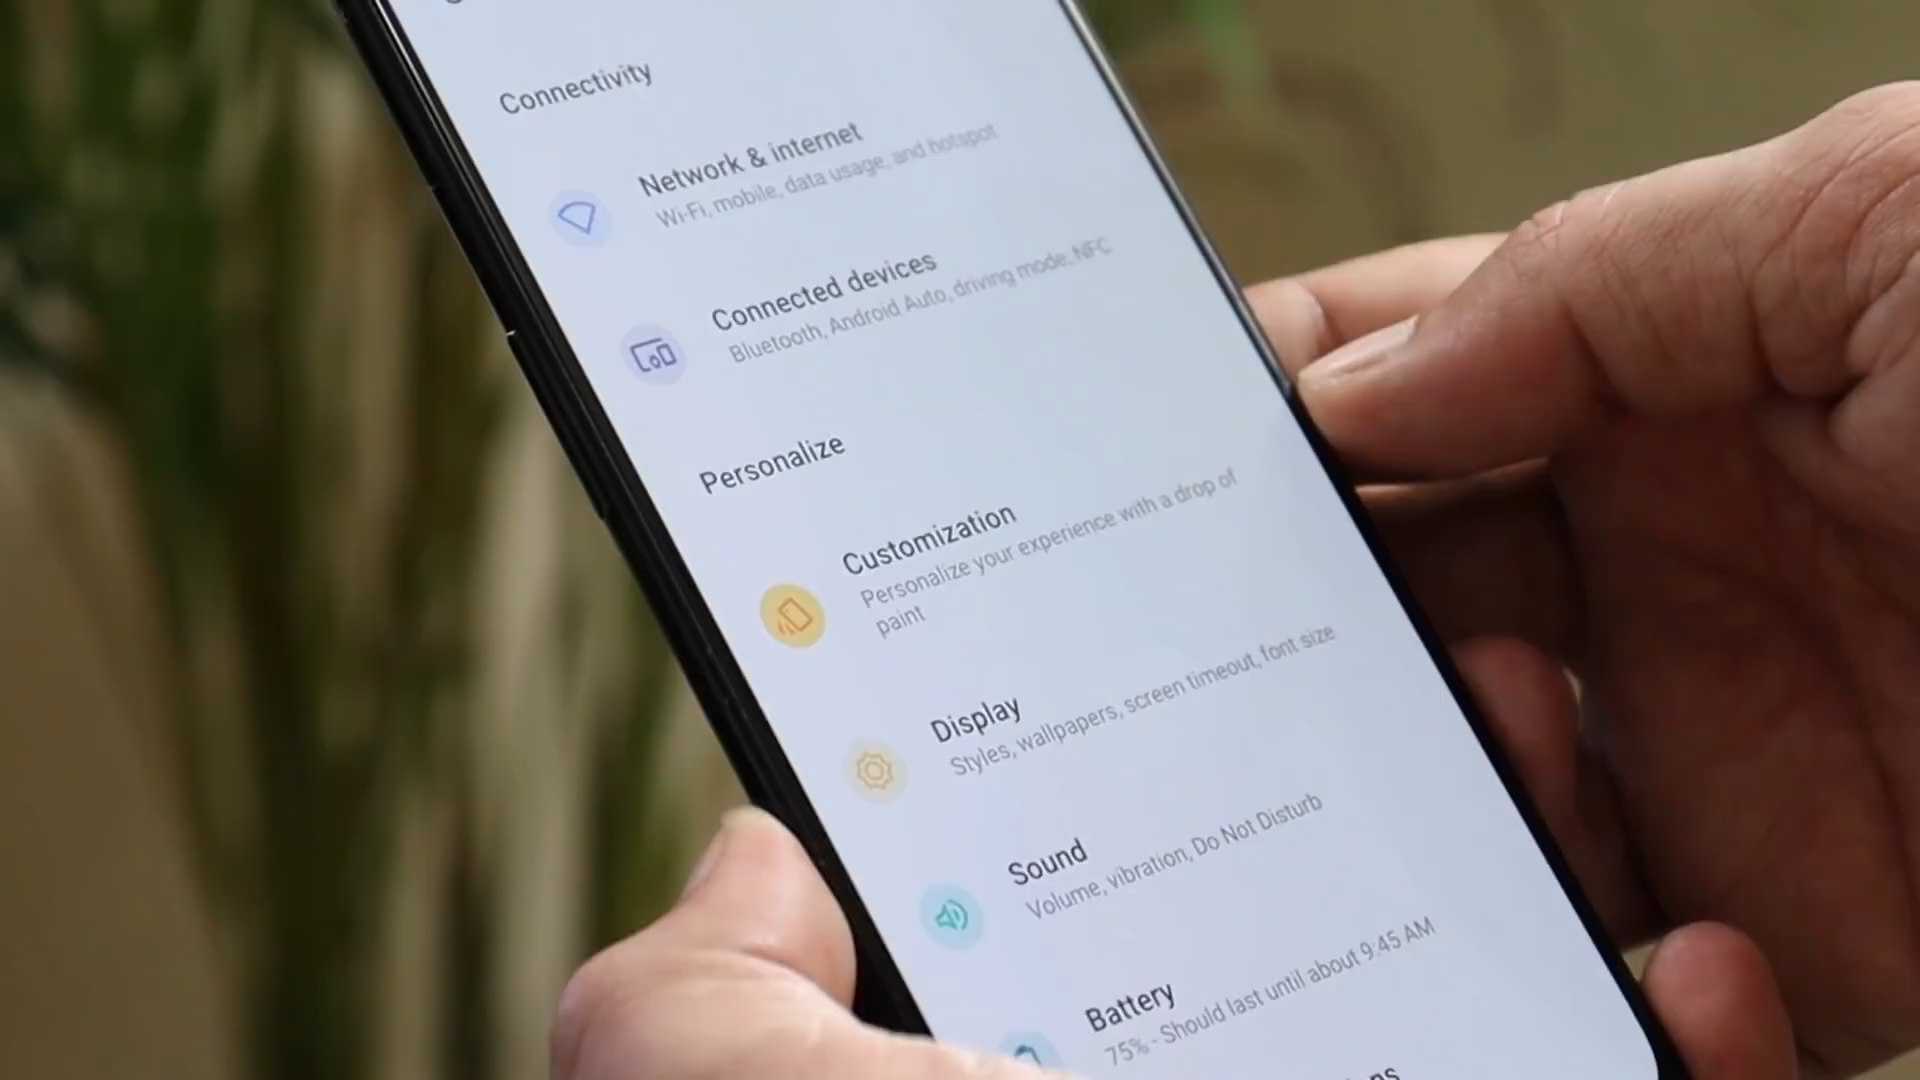 Connectivity
Network & internet
Wi-Fi, mobile, data usage, and hotspot
Connected devices
Bluetooth, Android Auto, driving mode, NFC
Personalize
Customization
Personalize your experience with a drop of
paint
Display
Styles, wallpapers, screen timeout, font size
Sound
Volume, vibration, Do Not Disturb
Battery
75% - Should last until about 9:45 AM